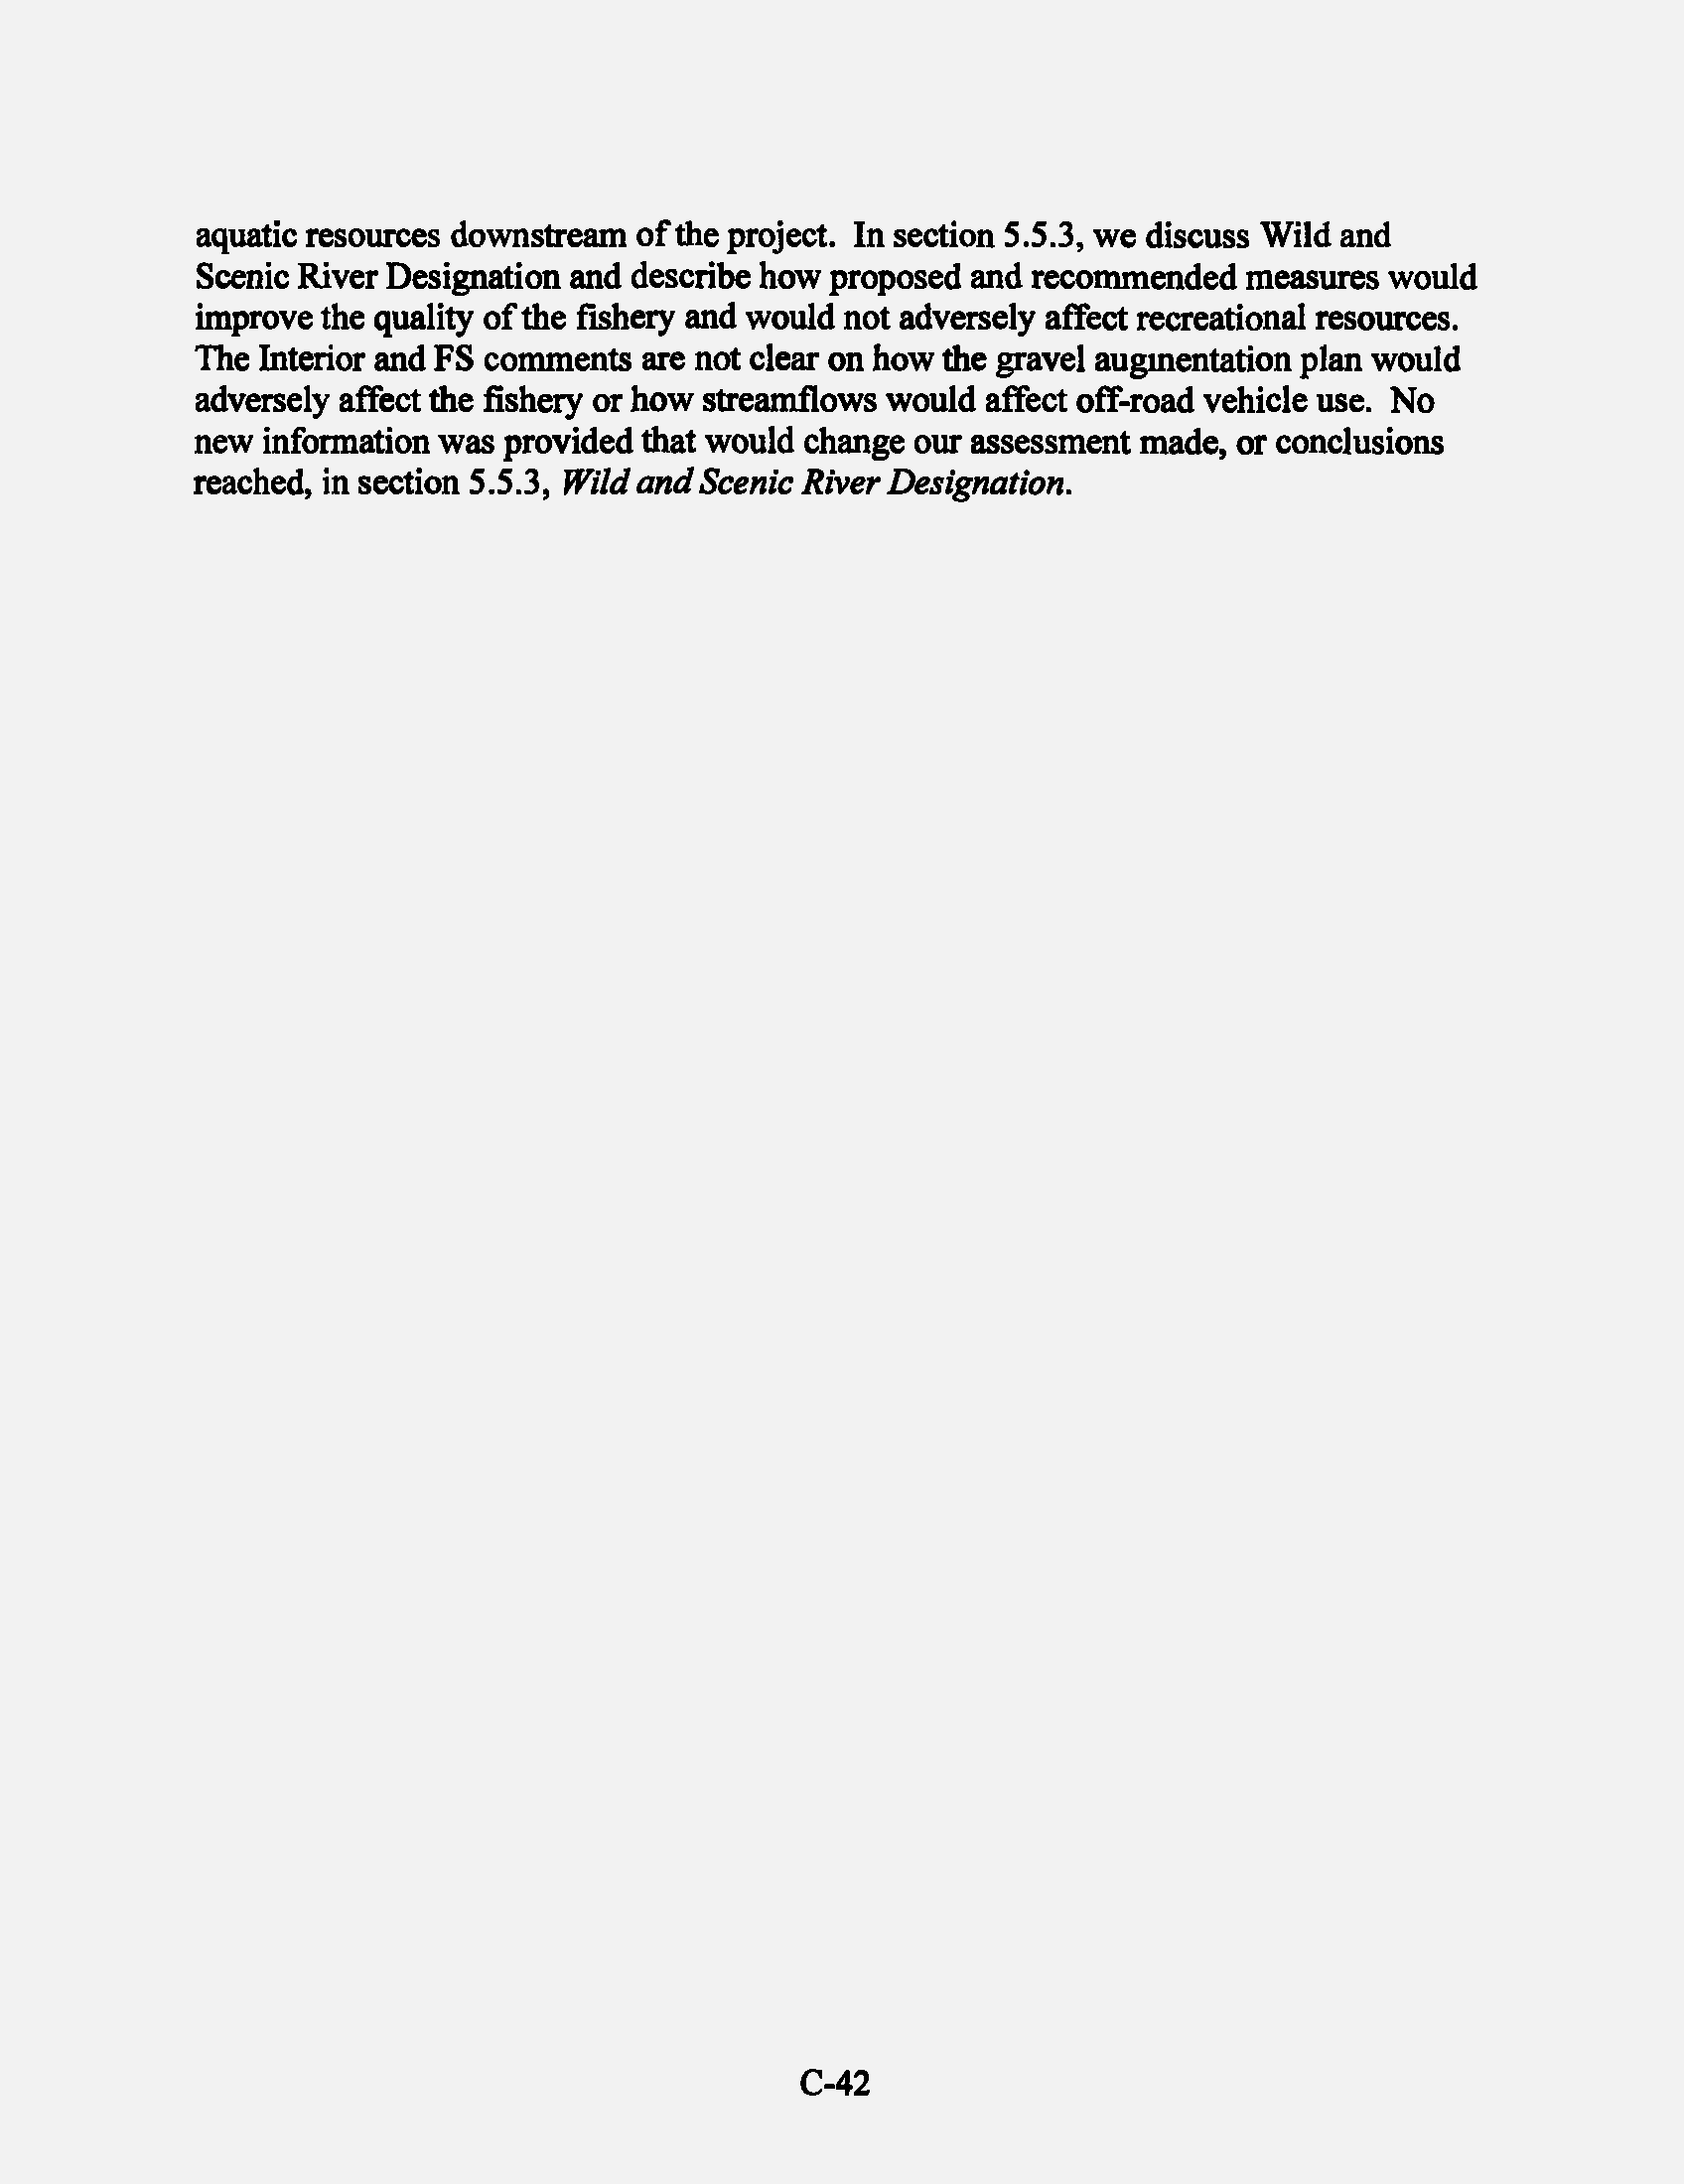 aquatic resources downstream of the project.  In section 5.5.3, we discuss Wild and
Scenic River Designation and describe how proposed and recommended measures would
improve the quality of the fishery and would not adversely affect recreational resources.
The Interior and FS comments are not clear on how the gravel augmentation plan would
adversely affect the fishery or how streamflows would affect off-road vehicle use.  No
new information was provided that would change our assessment made, or conclusions
reached, in section 5.5.3, Wild and Scenic River Designation.
C-42